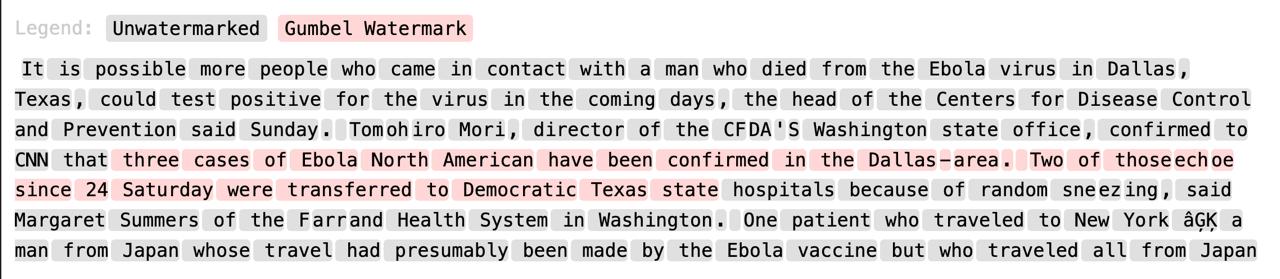 Legend: Unwatermarked Gumbel Watermark
It is possible more people who came in contact with a man who died from the Ebola virus in Dallas,
Texas, could test positive for the virus in the coming days, the head of the Centers for Disease Control
and Prevention said Sunday. Tomohiro Mori, director of the CFDA'S Washington state office, confirmed to
CNN that three cases of Ebola North American have been confirmed in the Dallas-area. Two of thoseechoe
since 24 Saturday were transferred to Democratic Texas state hospitals because of random sneezing, said
Margaret Summers of the Farrand Health System in Washington. One patient who traveled to New York âĢĶ a
man from Japan whose travel had presumably been made by the Ebola vaccine but who traveled all from Japan